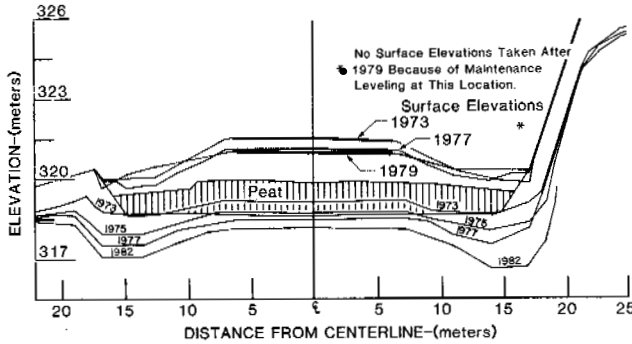 326
323
320
317
ELEVATION-(meters)
* No Surface Elevations Taken After
1979 Because of Maintenance
Leveling at This Location.
Surface Elevations *
1973
1977
1979
Peat
1973
1975
1977
1982
1973
1975
1977
1982
20 15 10 5 ℄ 5 10 15 20 25
DISTANCE FROM CENTERLINE-(meters)